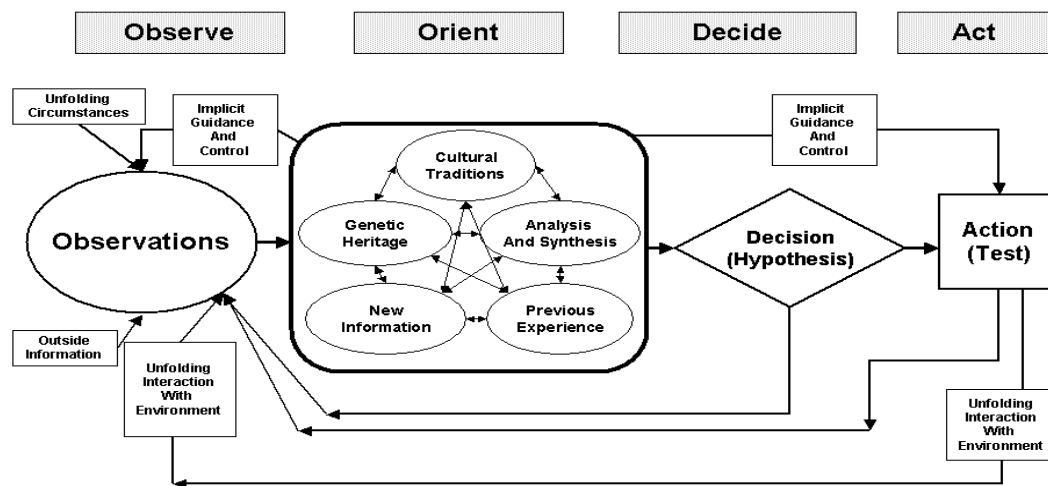 Observe
Orient
Decide
Act
Unfolding
Circumstances
Implicit
Guidance
And
Control
Cultural
Traditions
Genetic
Heritage
Analysis
And Synthesis
New
Information
Previous
Experience
Observations
Outside
Information
Unfolding
Interaction
With
Environment
Decision
(Hypothesis)
Implicit
Guidance
And
Control
Action
(Test)
Unfolding
Interaction
With
Environment